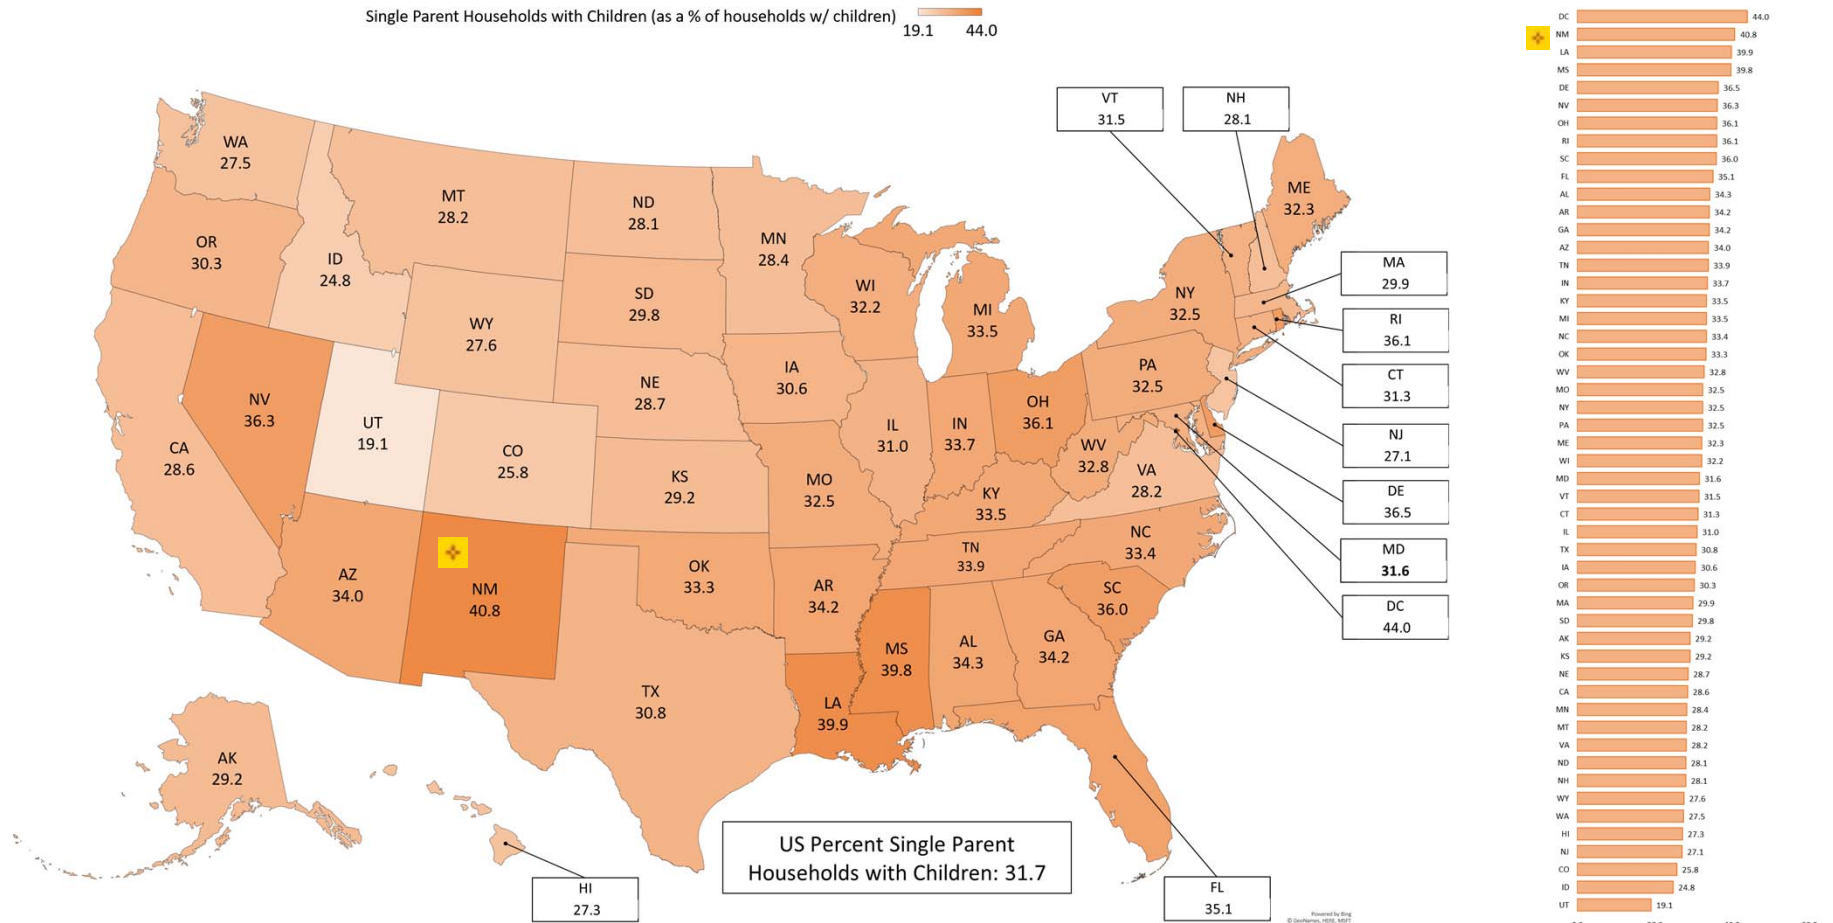 Single Parent Households with Children (as a % of households w/ children)
19.1 44.0
WA
27.5
OR
30.3
CA
28.6
NV
36.3
ID
24.8
MT
28.2
WY
27.6
UT
19.1
CO
25.8
AZ
34.0
NM
40.8
ND
28.1
SD
29.8
NE
28.7
KS
29.2
OK
33.3
TX
30.8
MN
28.4
IA
30.6
MO
32.5
AR
34.2
LA
39.9
WI
32.2
IL
31.0
MS
39.8
MI
33.5
IN
33.7
OH
36.1
KY
33.5
TN
33.9
AL
34.3
GA
34.2
SC
36.0
NC
33.4
VA
28.2
WV
32.8
PA
32.5
NY
32.5
ME
32.3
VT
31.5
NH
28.1
MA
29.9
RI
36.1
CT
31.3
NJ
27.1
DE
36.5
MD
31.6
DC
44.0
FL
35.1
AK
29.2
HI
27.3
US Percent Single Parent
Households with Children: 31.7
Powered by Bing
© GeoNames, HERE, MSFT
DC 44.0
NM 40.8
LA 39.9
MS 39.8
DE 36.5
NV 36.3
OH 36.1
RI 36.1
SC 36.0
FL 35.1
AL 34.3
AR 34.2
GA 34.2
AZ 34.0
TN 33.9
IN 33.7
KY 33.5
MI 33.5
NC 33.4
OK 33.3
WV 32.8
MO 32.5
NY 32.5
PA 32.5
ME 32.3
WI 32.2
MD 31.6
VT 31.5
CT 31.3
IL 31.0
TX 30.8
IA 30.6
OR 30.3
MA 29.9
SD 29.8
AK 29.2
KS 29.2
NE 28.7
CA 28.6
MN 28.4
MT 28.2
VA 28.2
ND 28.1
NH 28.1
WY 27.6
WA 27.5
HI 27.3
NJ 27.1
CO 25.8
ID 24.8
UT 19.1